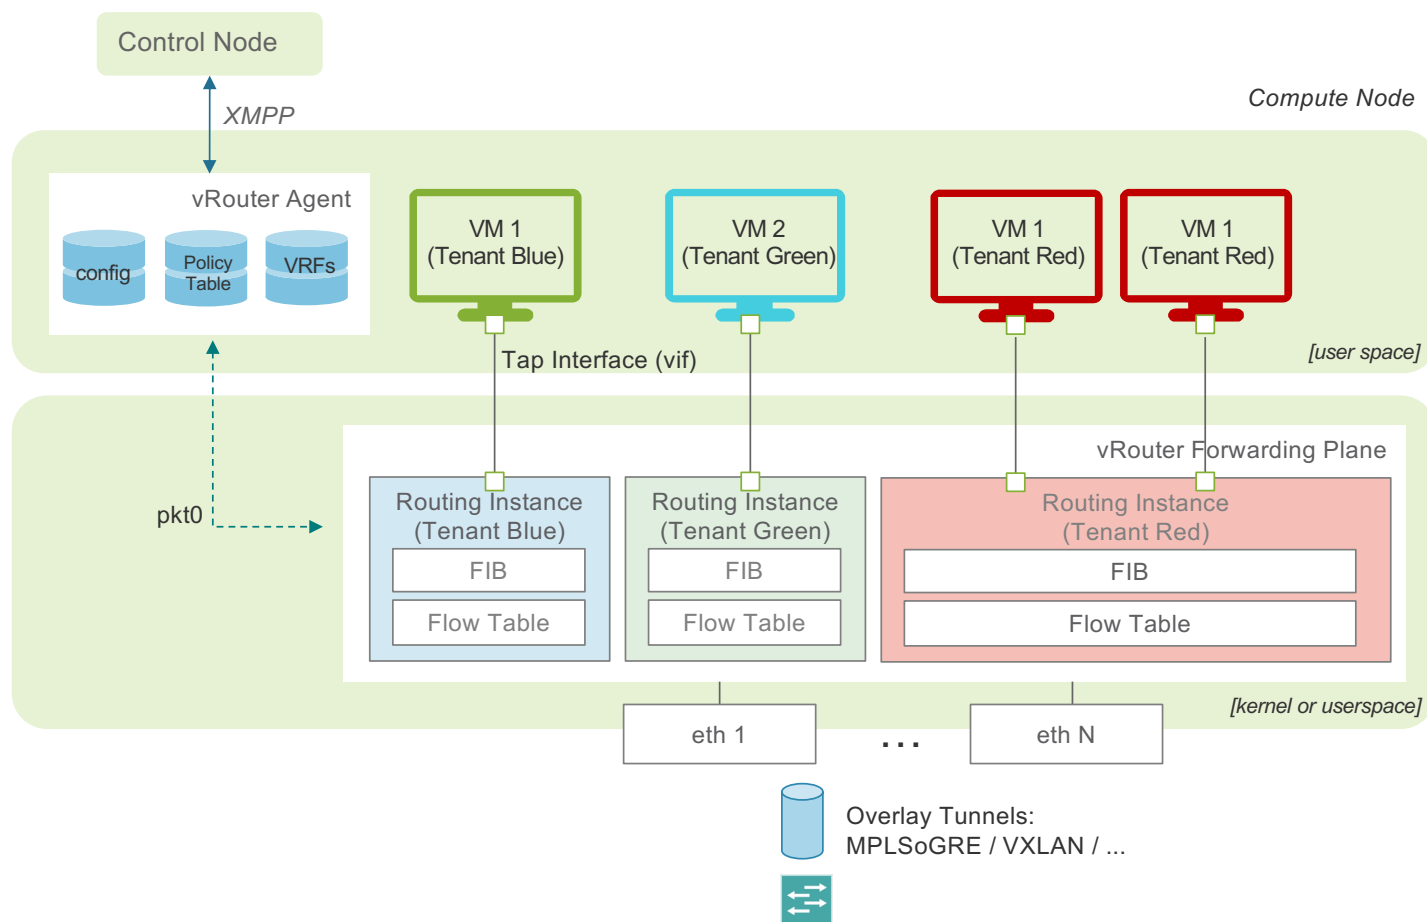 Control Node
XMPP
Compute Node
vRouter Agent
config
Policy
Table
VRFs
VM 1
(Tenant Blue)
VM 2
(Tenant Green)
VM 1
(Tenant Red)
VM 1
(Tenant Red)
Tap Interface (vif)
[user space]
vRouter Forwarding Plane
pkt0
Routing Instance
(Tenant Blue)
FIB
Flow Table
Routing Instance
(Tenant Green)
FIB
Flow Table
Routing Instance
(Tenant Red)
FIB
Flow Table
[kernel or userspace]
eth 1
...
eth N
Overlay Tunnels:
MPLSoGRE / VXLAN / ...